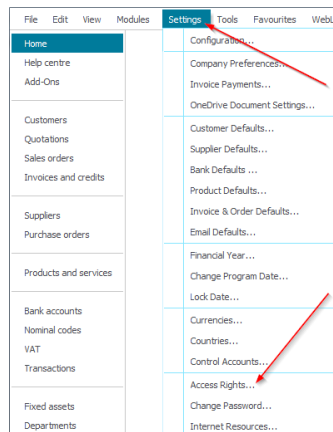 File Edit View Modules Settings Tools Favourites WebL
Home
Help centre
Add-Ons
Customers
Quotations
Sales orders
Invoices and credits
Suppliers
Purchase orders
Products and services
Bank accounts
Nominal codes
VAT
Transactions
Fixed assets
Departments
Configuration...
Company Preferences...
Invoice Payments...
OneDrive Document Settings...
Customer Defaults...
Supplier Defaults...
Bank Defaults ...
Product Defaults...
Invoice & Order Defaults...
Email Defaults...
Financial Year...
Change Program Date...
Lock Date...
Currencies...
Countries...
Control Accounts...
Access Rights...
Change Password...
Internet Resources...